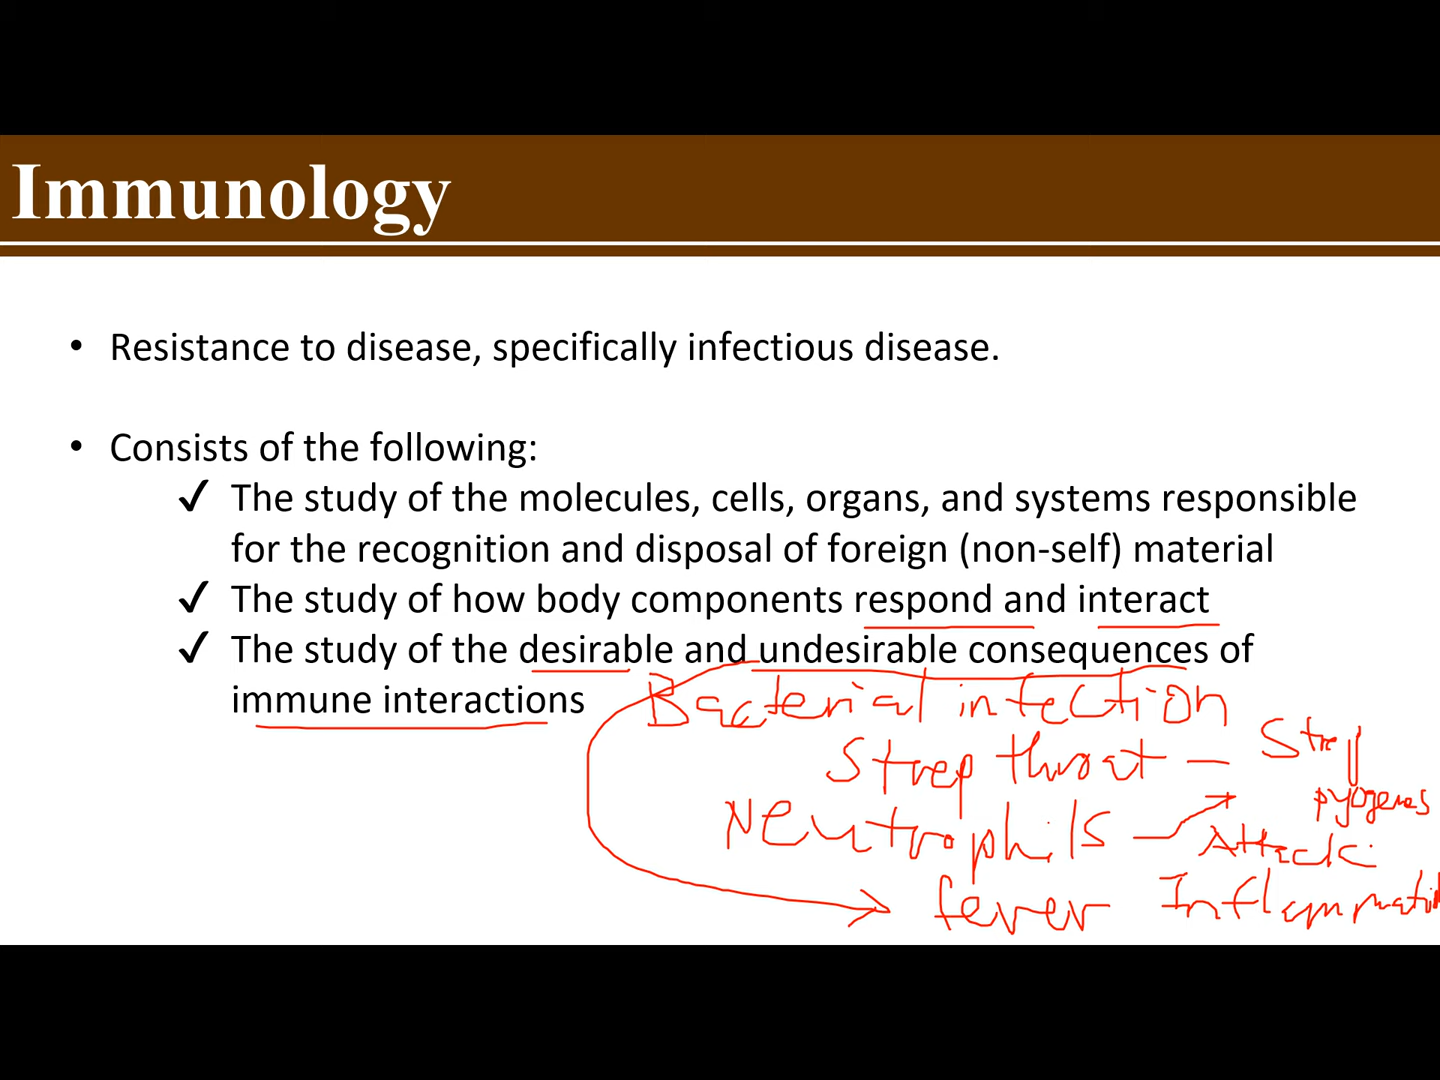 Immunology
• Resistance to disease, specifically infectious disease.
• Consists of the following:
✓ The study of the molecules, cells, organs, and systems responsible
for the recognition and disposal of foreign (non-self) material
✓ The study of how body components respond and interact
✓ The study of the desirable and undesirable consequences of
immune interactions
Bacterial infection
Strep throat - Strep
pyogenes
Neutrophils → Attack
fever Inflammation